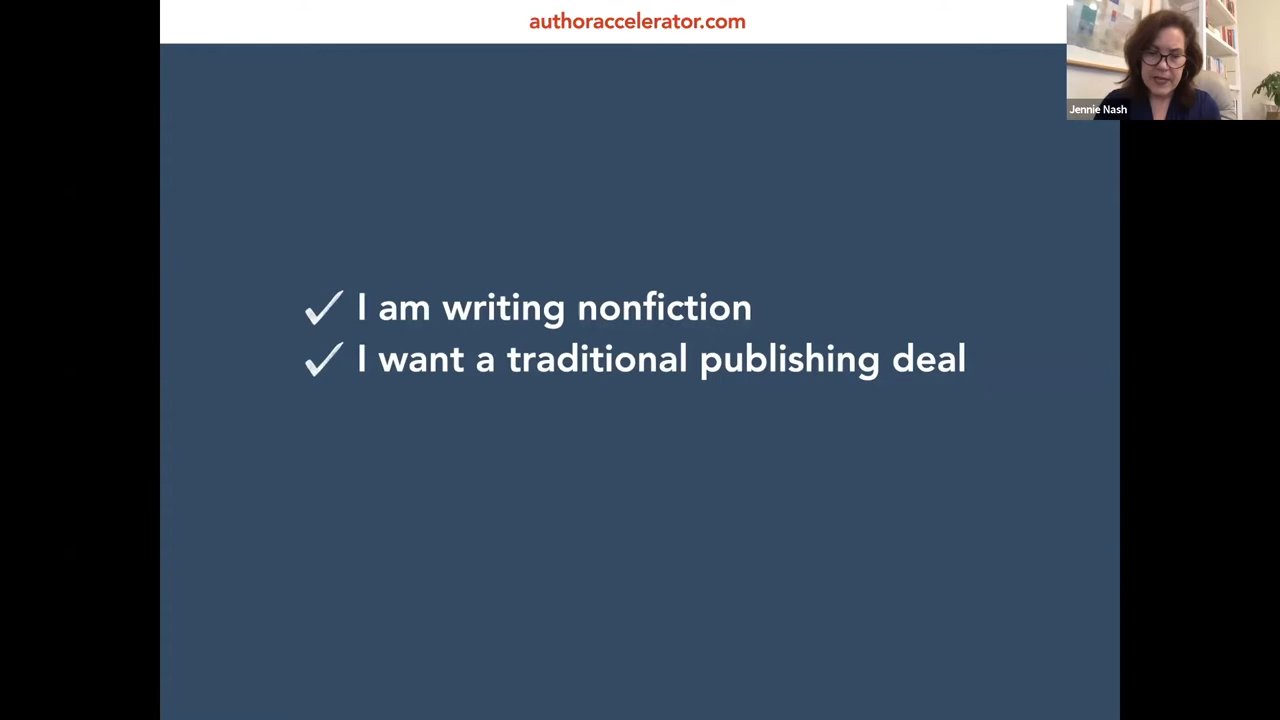 authoraccelerator.com
Jennie Nash
I am writing nonfiction
I want a traditional publishing deal